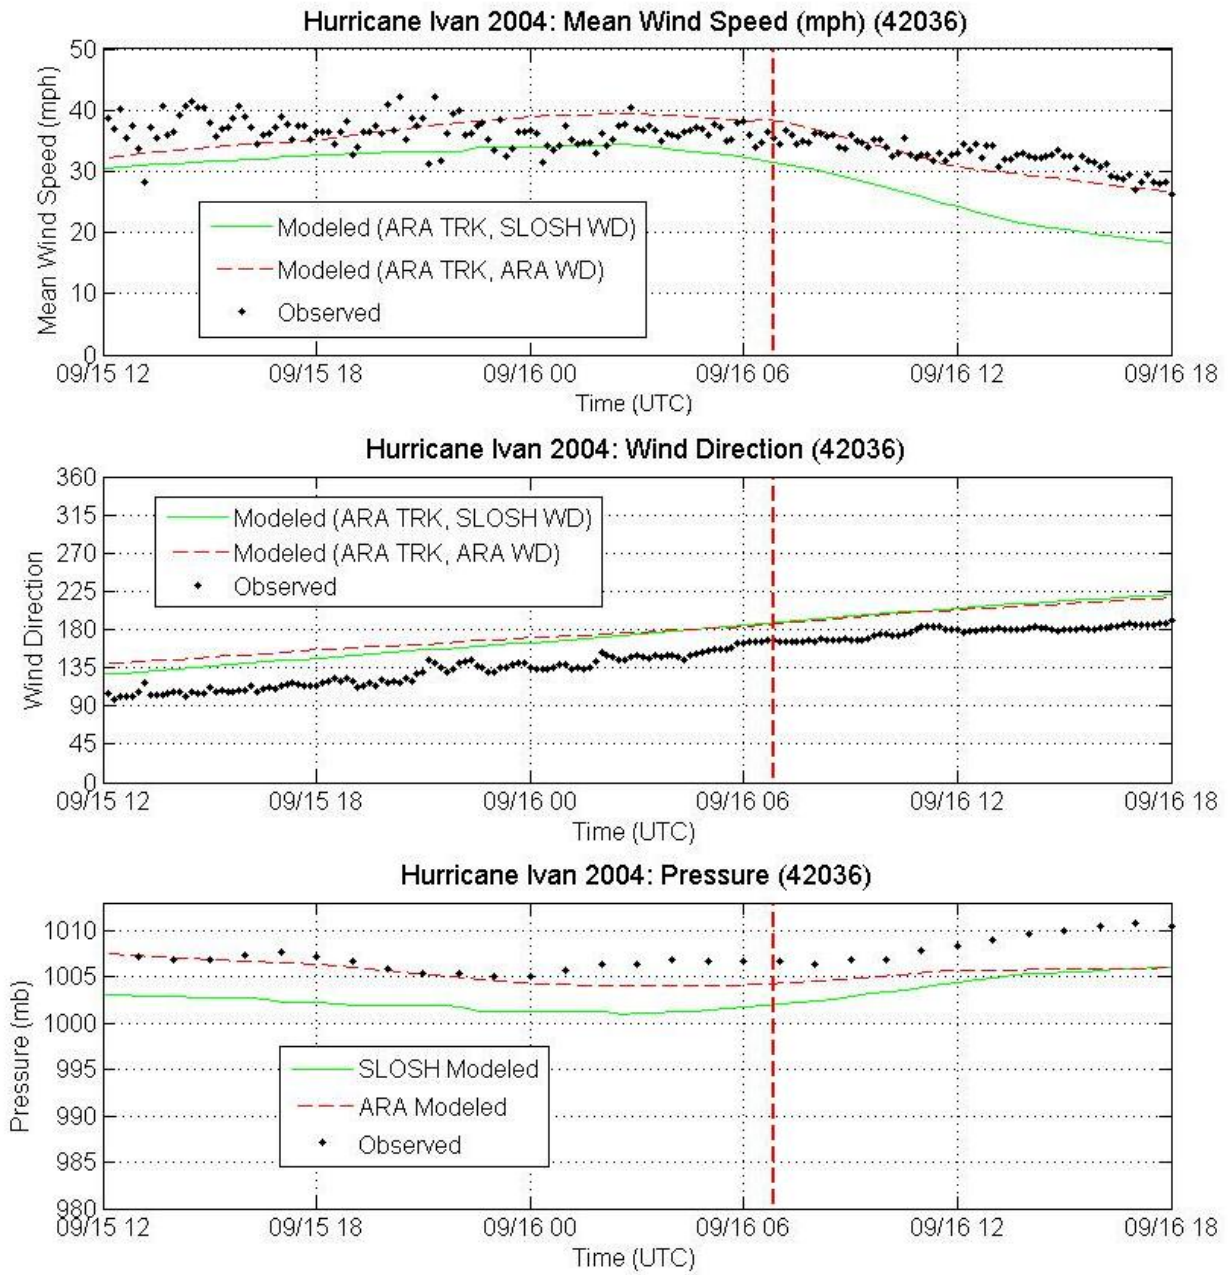 Hurricane Ivan 2004: Mean Wind Speed (mph) (42036)
50
40
30
20
10
0
Mean Wind Speed (mph)
Modeled (ARA TRK, SLOSH WD)
Modeled (ARA TRK, ARA WD)
Observed
09/15 12 09/15 18 09/16 00 09/16 06 09/16 12 09/16 18
Time (UTC)
Hurricane Ivan 2004: Wind Direction (42036)
360
315
270
225
180
135
90
45
0
Wind Direction
Modeled (ARA TRK, SLOSH WD)
Modeled (ARA TRK, ARA WD)
Observed
09/15 12 09/15 18 09/16 00 09/16 06 09/16 12 09/16 18
Time (UTC)
Hurricane Ivan 2004: Pressure (42036)
1010
1005
1000
995
990
985
980
Pressure (mb)
SLOSH Modeled
ARA Modeled
Observed
09/15 12 09/15 18 09/16 00 09/16 06 09/16 12 09/16 18
Time (UTC)